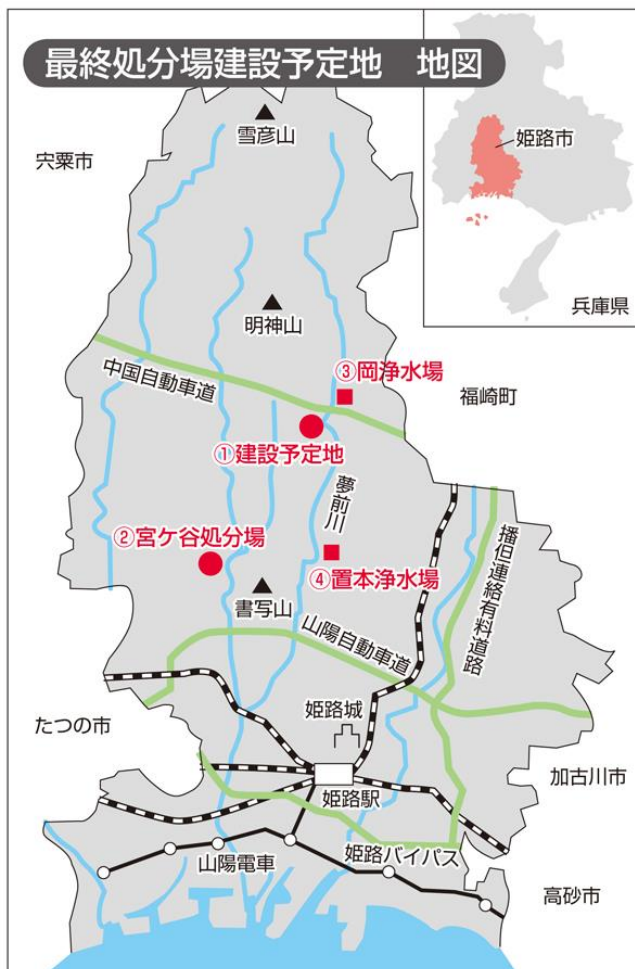 最終処分場建設予定地 地図
雪彦山
宍粟市
姫路市
兵庫県
明神山
中国自動車道
③岡浄水場
福崎町
①建設予定地
夢前川
②宮ケ谷処分場
④置本浄水場
播但連絡有料道路
書写山
山陽自動車道
姫路城
たつの市
加古川市
姫路駅
山陽電車
姫路バイパス
高砂市